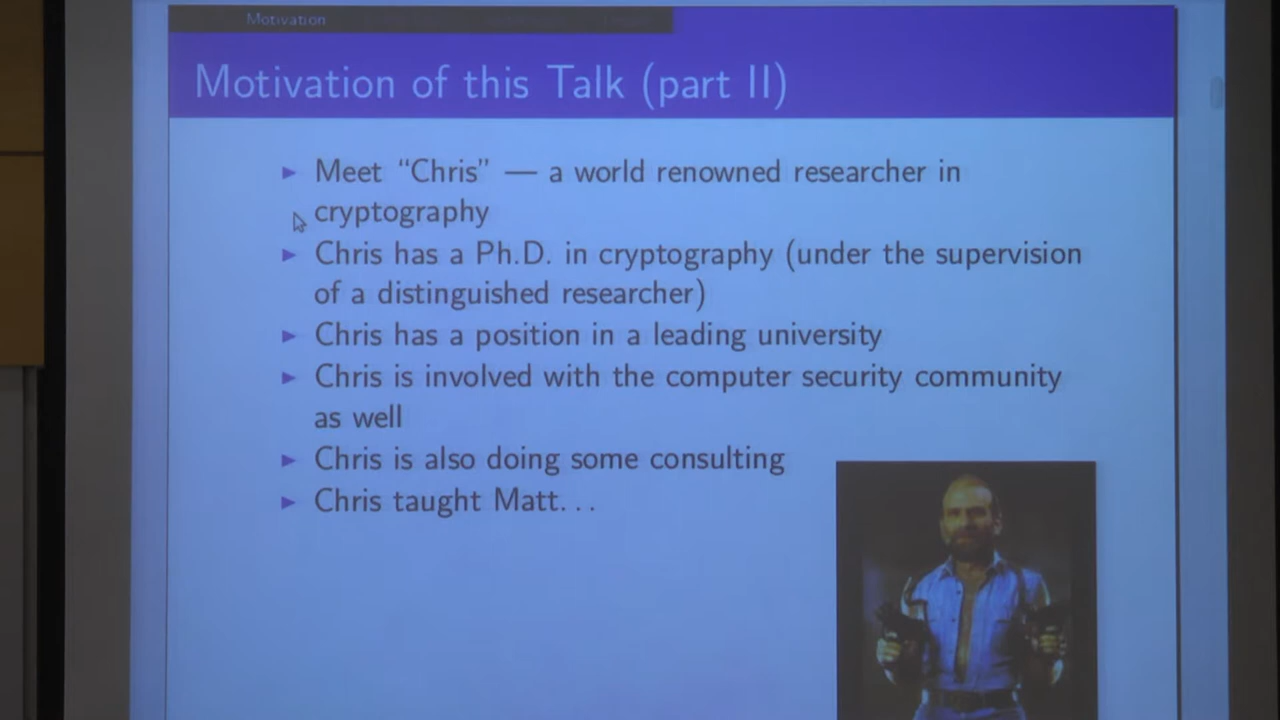 Motivation
Motivation of this Talk (part II)
Meet “Chris” — a world renowned researcher in
cryptography
Chris has a Ph.D. in cryptography (under the supervision
of a distinguished researcher)
Chris has a position in a leading university
Chris is involved with the computer security community
as well
Chris is also doing some consulting
Chris taught Matt...